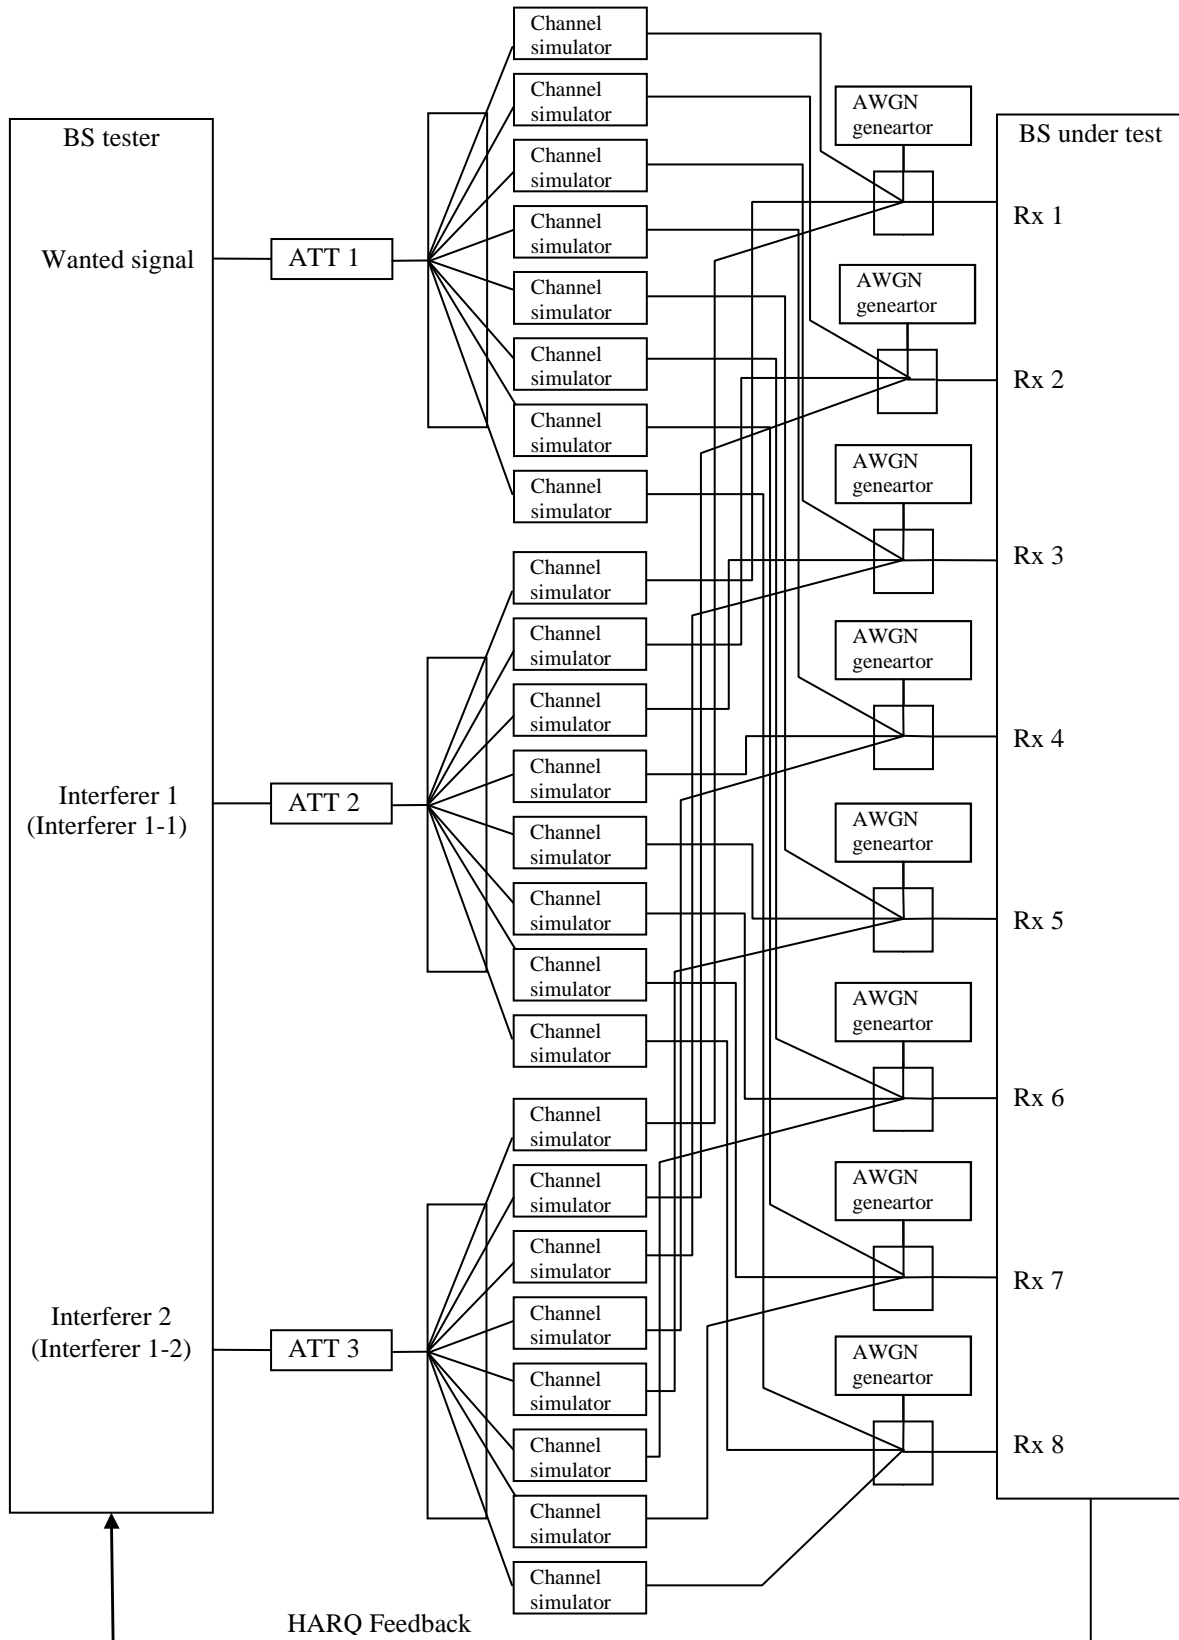 BS tester
Wanted signal
Interferer 1
(Interferer 1-1)
Interferer 2
(Interferer 1-2)
ATT 1
ATT 2
ATT 3
Channel
simulator
Channel
simulator
Channel
simulator
Channel
simulator
Channel
simulator
Channel
simulator
Channel
simulator
Channel
simulator
Channel
simulator
Channel
simulator
Channel
simulator
Channel
simulator
Channel
simulator
Channel
simulator
Channel
simulator
Channel
simulator
Channel
simulator
Channel
simulator
Channel
simulator
Channel
simulator
Channel
simulator
Channel
simulator
Channel
simulator
Channel
simulator
AWGN
geneartor
AWGN
geneartor
AWGN
geneartor
AWGN
geneartor
AWGN
geneartor
AWGN
geneartor
AWGN
geneartor
AWGN
geneartor
BS under test
Rx 1
Rx 2
Rx 3
Rx 4
Rx 5
Rx 6
Rx 7
Rx 8
HARQ Feedback